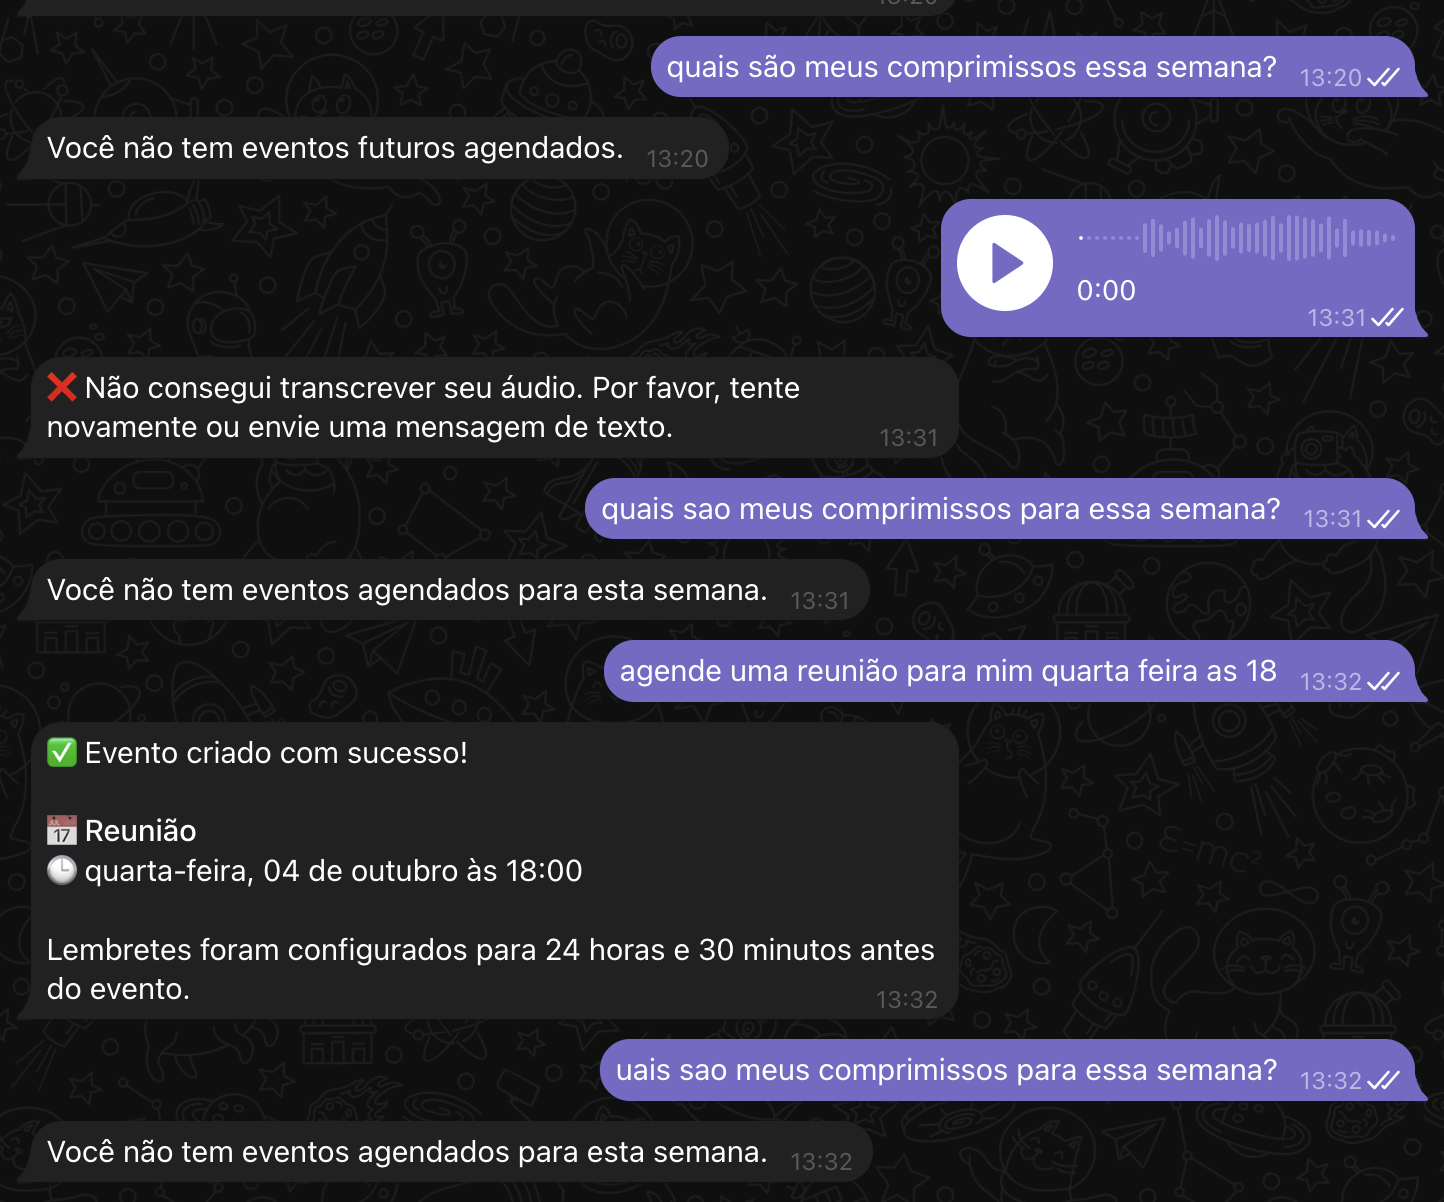 quais são meus comprimissos essa semana? 13:20
Você não tem eventos futuros agendados. 13:20
0:00
13:31
❌ Não consegui transcrever seu áudio. Por favor, tente
novamente ou envie uma mensagem de texto. 13:31
quais sao meus comprimissos para essa semana? 13:31
Você não tem eventos agendados para esta semana. 13:31
agende uma reunião para mim quarta feira as 18 13:32
✅ Evento criado com sucesso!
📅 Reunião
🕒 quarta-feira, 04 de outubro às 18:00
Lembretes foram configurados para 24 horas e 30 minutos antes
do evento. 13:32
uais sao meus comprimissos para essa semana? 13:32
Você não tem eventos agendados para esta semana. 13:32